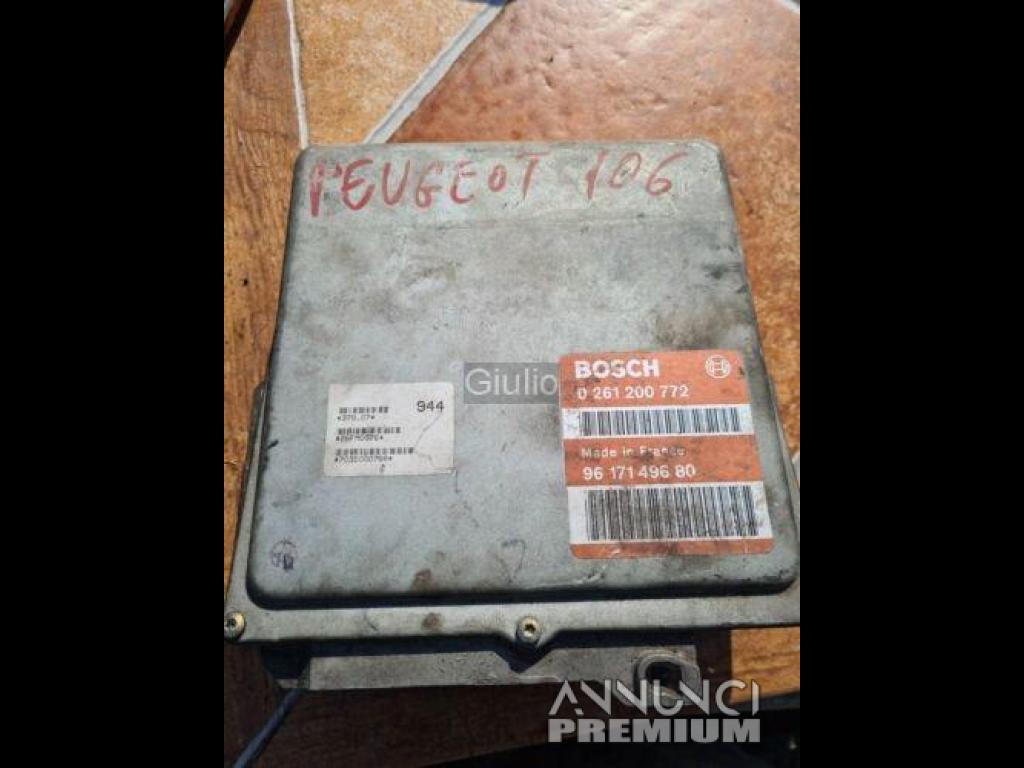 PEUGEOT 106
BOSCH
0 261 200 772
Giulio
944
Made in France
96 171 496 80
ANNUNCI
PREMIUM